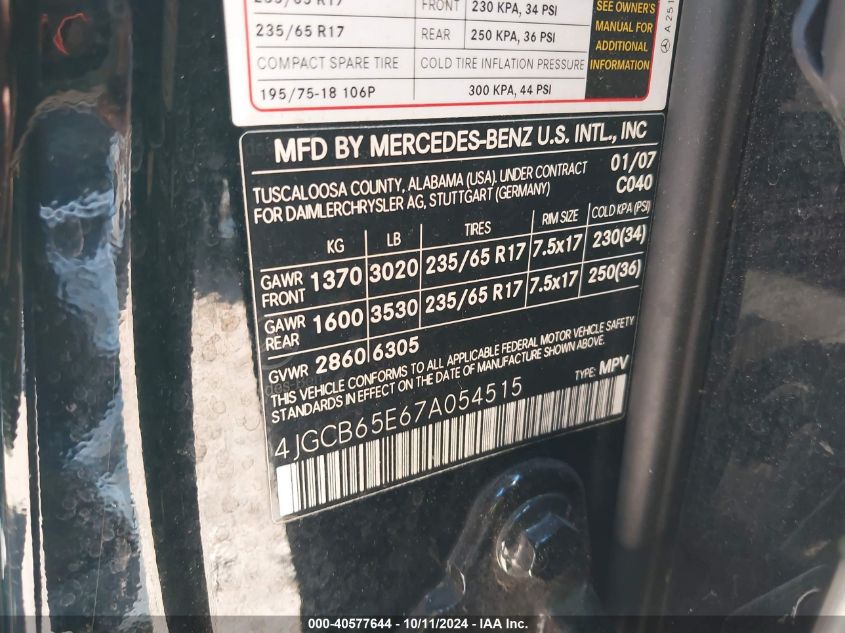 235/65 R17 FRONT 230 KPA, 34 PSI
235/65 R17 REAR 250 KPA, 36 PSI
COMPACT SPARE TIRE COLD TIRE INFLATION PRESSURE
195/75-18 106P 300 KPA, 44 PSI
SEE OWNER'S
MANUAL FOR
ADDITIONAL
INFORMATION
A 251
MFD BY MERCEDES-BENZ U.S. INTL., INC
TUSCALOOSA COUNTY, ALABAMA (USA). UNDER CONTRACT 01/07
FOR DAIMLERCHRYSLER AG, STUTTGART (GERMANY) C040
KG LB TIRES RIM SIZE COLD KPA (PSI)
GAWR FRONT 1370 3020 235/65 R17 7.5x17 230(34)
GAWR REAR 1600 3530 235/65 R17 7.5x17 250(36)
GVWR 2860 6305
THIS VEHICLE CONFORMS TO ALL APPLICABLE FEDERAL MOTOR VEHICLE SAFETY
STANDARDS IN EFFECT ON THE DATE OF MANUFACTURE SHOWN ABOVE.
4JGCB65E67A054515 TYPE: MPV
000-40577644 - 10/11/2024 - IAA Inc.